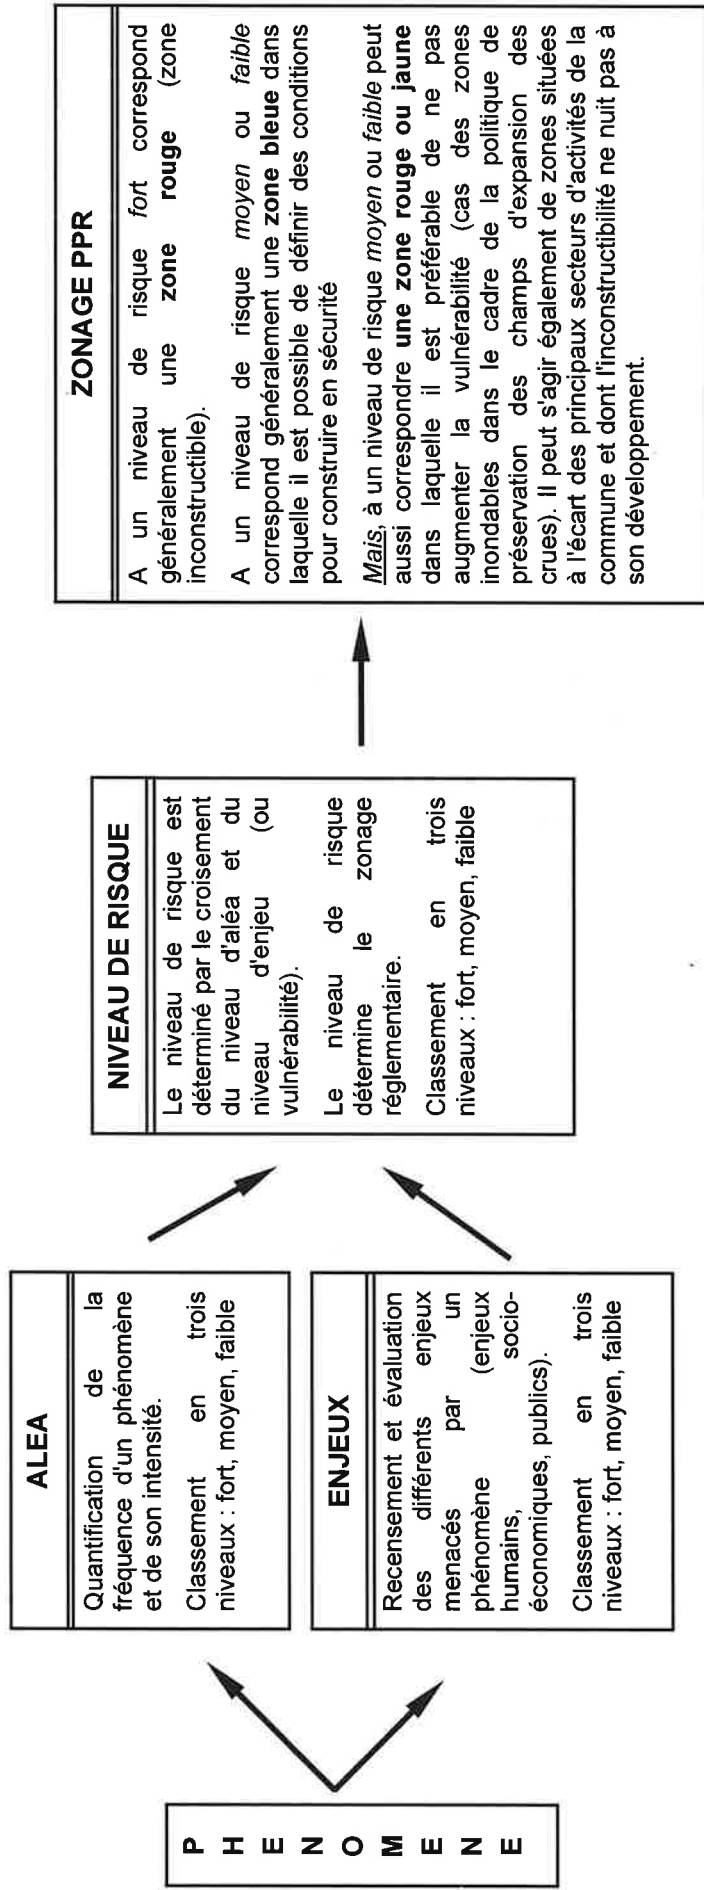 P
H
E
N
O
M
E
N
E
ALEA
Quantification de la
fréquence d'un phénomène
et de son intensité.
Classement en trois
niveaux : fort, moyen, faible
ENJEUX
Recensement et évaluation
des différents enjeux
menacés par un
phénomène (enjeux
humains, socio-
économiques, publics).
Classement en trois
niveaux : fort, moyen, faible
NIVEAU DE RISQUE
Le niveau de risque est
déterminé par le croisement
du niveau d'aléa et du
niveau d'enjeu (ou
vulnérabilité).
Le niveau de risque
détermine le zonage
réglementaire.
Classement en trois
niveaux : fort, moyen, faible
ZONAGE PPR
A un niveau de risque fort correspond
généralement une zone rouge (zone
inconstructible).
A un niveau de risque moyen ou faible
correspond généralement une zone bleue dans
laquelle il est possible de définir des conditions
pour construire en sécurité
Mais, à un niveau de risque moyen ou faible peut
aussi correspondre une zone rouge ou jaune
dans laquelle il est préférable de ne pas
augmenter la vulnérabilité (cas des zones
inondables dans le cadre de la politique de
préservation des champs d'expansion des
crues). Il peut s'agir également de zones situées
à l'écart des principaux secteurs d'activités de la
commune et dont l'inconstructibilité ne nuit pas à
son développement.